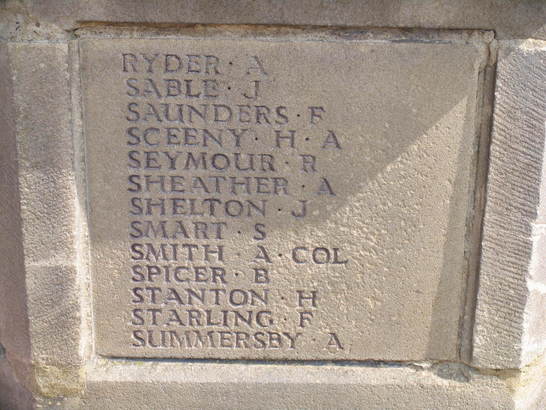 RYDER · A
SABLE · J
SAUNDERS · F
SCEENY · H · A
SEYMOUR · R
SHEATHER · A
SHELTON · J
SMART · S
SMITH · A · COL
SPICER · B
STANTON · H
STARLING · F
SUMMERSBY · A